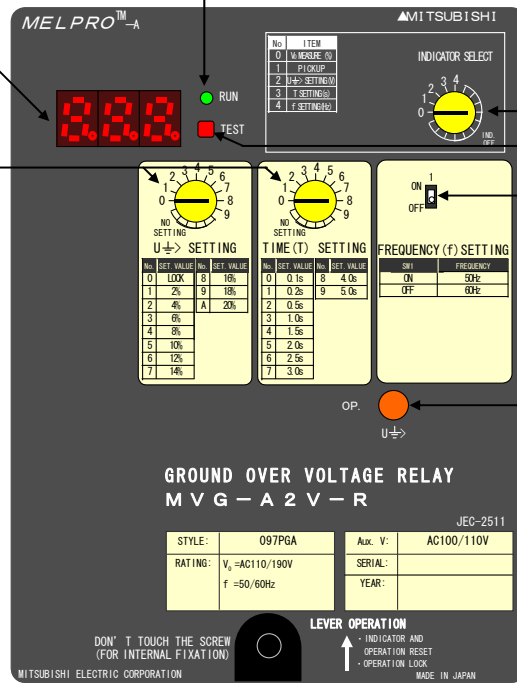 MELPRO™-A
▲MITSUBISHI
No ITEM
0 V₀ MEASURE (%)
1 PICKUP
2 U⏚> SETTING(V)
3 T SETTING(s)
4 f SETTING(Hz)
INDICATOR SELECT
0 1 2 3 4
IND. OFF
8.8.8.
RUN
TEST
0 1 2 3 4 5 6 7 8 9
NO SETTING
U⏚> SETTING
No. SET. VALUE No. SET. VALUE
0 LOCK 8 16%
1 2% 9 18%
2 4% A 20%
3 6%
4 8%
5 10%
6 12%
7 14%
0 1 2 3 4 5 6 7 8 9
NO SETTING
TIME(T) SETTING
No. SET. VALUE No. SET. VALUE
0 0.1s 8 4.0s
1 0.2s 9 5.0s
2 0.5s
3 1.0s
4 1.5s
5 2.0s
6 2.5s
7 3.0s
1
ON
OFF
FREQUENCY(f)SETTING
SW1 FREQUENCY
ON 50Hz
OFF 60Hz
OP.
U⏚>
GROUND OVER VOLTAGE RELAY
MVG-A2V-R
JEC-2511
STYLE: 097PGA
RATING: V₀=AC110/190V
f =50/60Hz
Aux. V: AC100/110V
SERIAL:
YEAR:
DON'T TOUCH THE SCREW
(FOR INTERNAL FIXATION)
LEVER OPERATION
・INDICATOR AND
OPERATION RESET
・OPERATION LOCK
MITSUBISHI ELECTRIC CORPORATION
MADE IN JAPAN